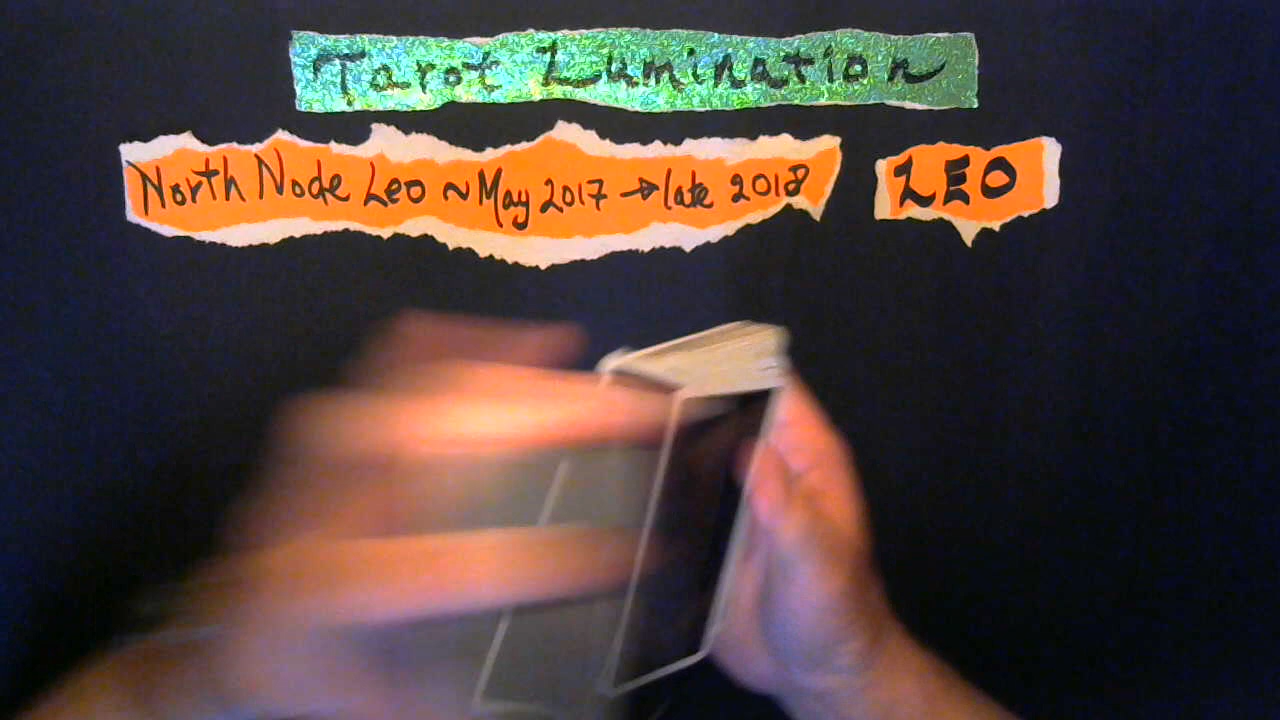 Tarot Lumination
North Node Leo ~ May 2017 → late 2018
LEO